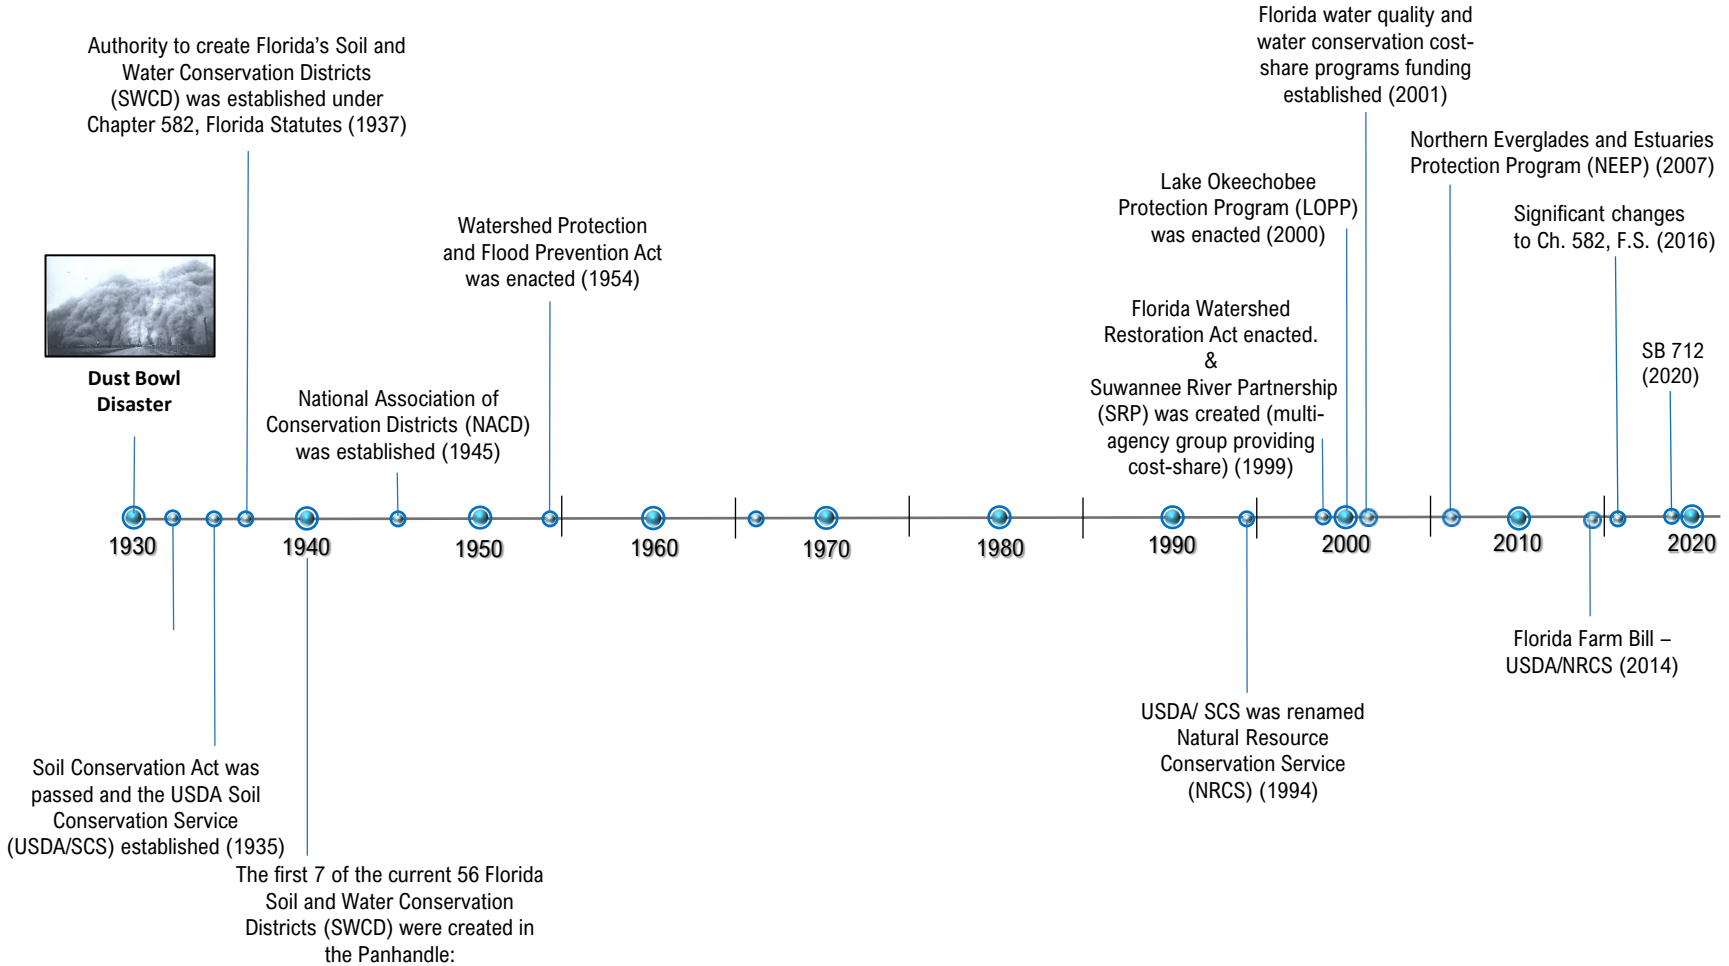 Authority to create Florida's Soil and
Water Conservation Districts
(SWCD) was established under
Chapter 582, Florida Statutes (1937)
Dust Bowl
Disaster
National Association of
Conservation Districts (NACD)
was established (1945)
Watershed Protection
and Flood Prevention Act
was enacted (1954)
Florida Watershed
Restoration Act enacted.
&
Suwannee River Partnership
(SRP) was created (multi-
agency group providing
cost-share) (1999)
Lake Okeechobee
Protection Program (LOPP)
was enacted (2000)
Florida water quality and
water conservation cost-
share programs funding
established (2001)
Northern Everglades and Estuaries
Protection Program (NEEP) (2007)
Significant changes
to Ch. 582, F.S. (2016)
SB 712
(2020)
1930
1940
1950
1960
1970
1980
1990
2000
2010
2020
Soil Conservation Act was
passed and the USDA Soil
Conservation Service
(USDA/SCS) established (1935)
The first 7 of the current 56 Florida
Soil and Water Conservation
Districts (SWCD) were created in
the Panhandle:
USDA/ SCS was renamed
Natural Resource
Conservation Service
(NRCS) (1994)
Florida Farm Bill –
USDA/NRCS (2014)